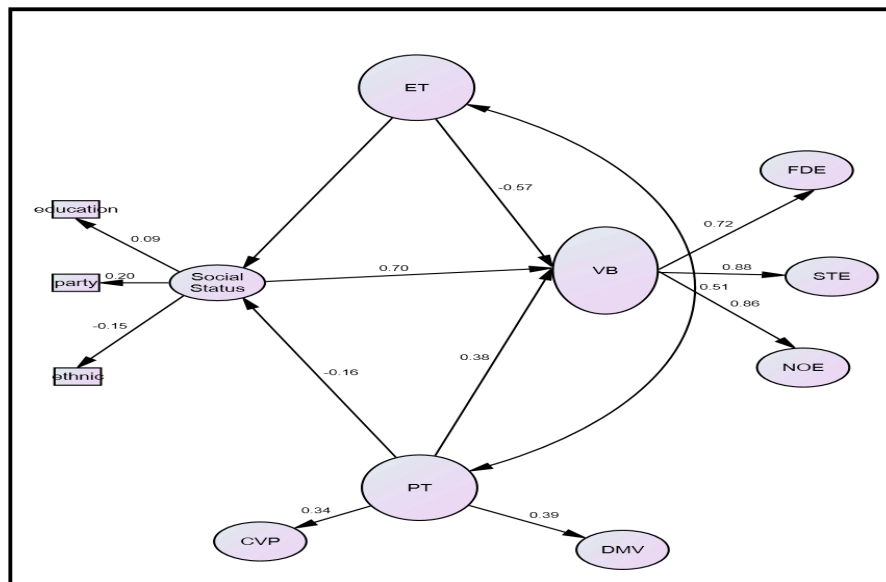 ET
FDE
-0.57
education
0.72
0.09
VB
Social
Status
0.70
party
0.20
0.88
STE
0.51
0.86
-0.15
ethnic
NOE
0.38
-0.16
PT
0.34
0.39
CVP
DMV